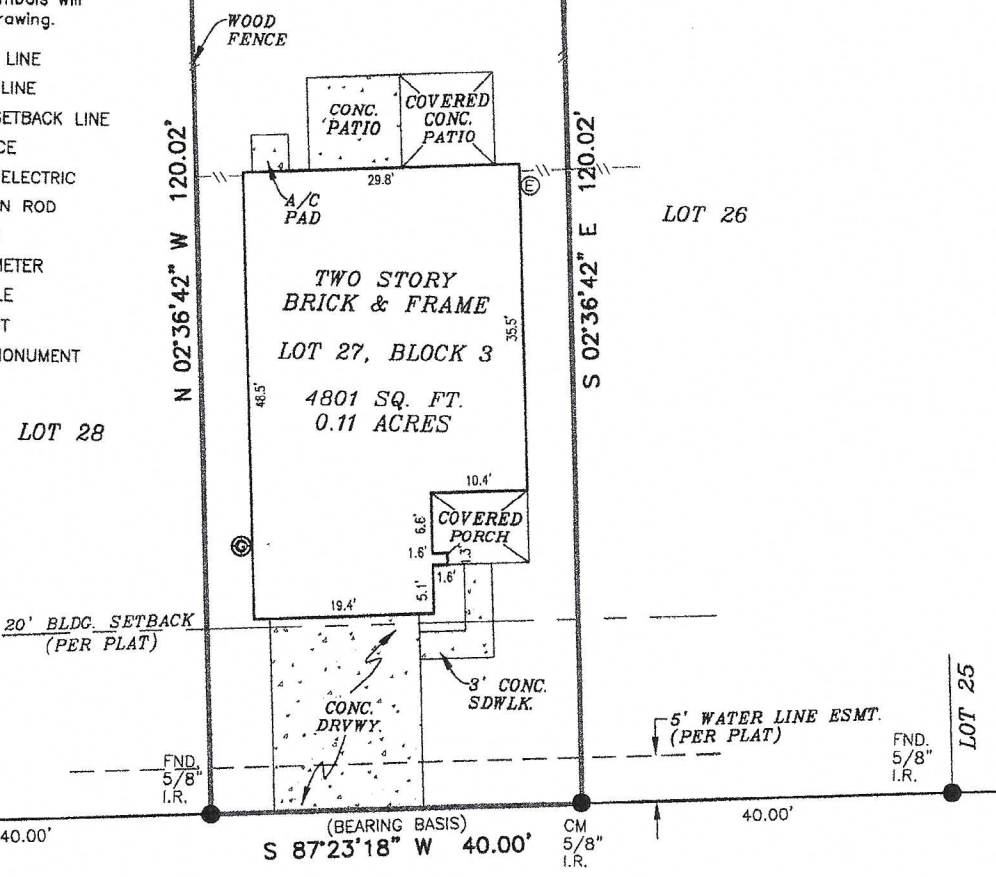 rawing.
LINE
LINE
SETBACK LINE
CE
ELECTRIC
N ROD
METER
LE
T
MONUMENT
WOOD
FENCE
CONC.
PATIO
COVERED
CONC.
PATIO
A/C
PAD
29.8'
E
N 02°36'42" W 120.02'
S 02°36'42" E 120.02'
LOT 26
TWO STORY
BRICK & FRAME
LOT 27, BLOCK 3
4801 SQ. FT.
0.11 ACRES
48.5'
35.5'
LOT 28
10.4'
6.6'
COVERED
PORCH
1.6'
1.3'
1.6'
5.1'
G
19.4'
20' BLDG. SETBACK
(PER PLAT)
3' CONC.
SDWLK.
CONC.
DRVWY.
5' WATER LINE ESMT.
(PER PLAT)
LOT 25
FND.
5/8"
I.R.
FND.
5/8"
I.R.
40.00'
(BEARING BASIS)
S 87°23'18" W 40.00'
CM
5/8"
I.R.
40.00'